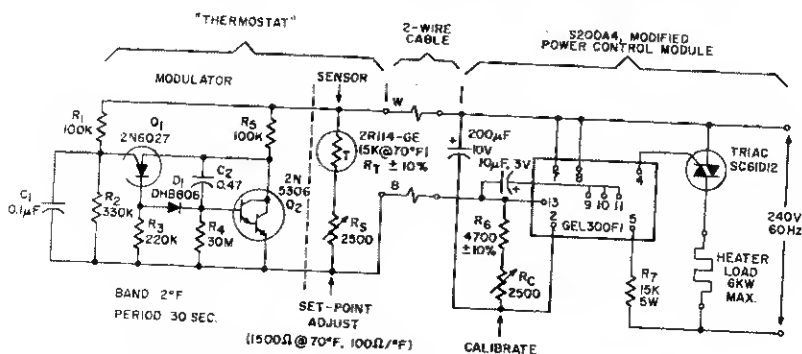 "THERMOSTAT"
2-WIRE
CABLE
S200A4, MODIFIED
POWER CONTROL MODULE
MODULATOR
SENSOR
R1
100K
Q1
2N6027
R5
100K
W
2R114-GE
(15K@70°F)
RT ±10%
T
200μF
10V
+
10μF, 3V
+
7
8
4
TRIAC
SC61D12
C1
0.1μF
R2
330K
D1
DHB806
C2
0.47
2N
5306
Q2
R3
220K
R4
30M
B
13
9 10 11
2
5
GEL300F1
240V
60Hz
RS
2500
R6
4700
±10%
RC
2500
R7
15K
5W
HEATER
LOAD
6KW
MAX.
BAND 2°F
PERIOD 30 SEC.
SET-POINT
ADJUST
(1500Ω@70°F, 100Ω/°F)
CALIBRATE